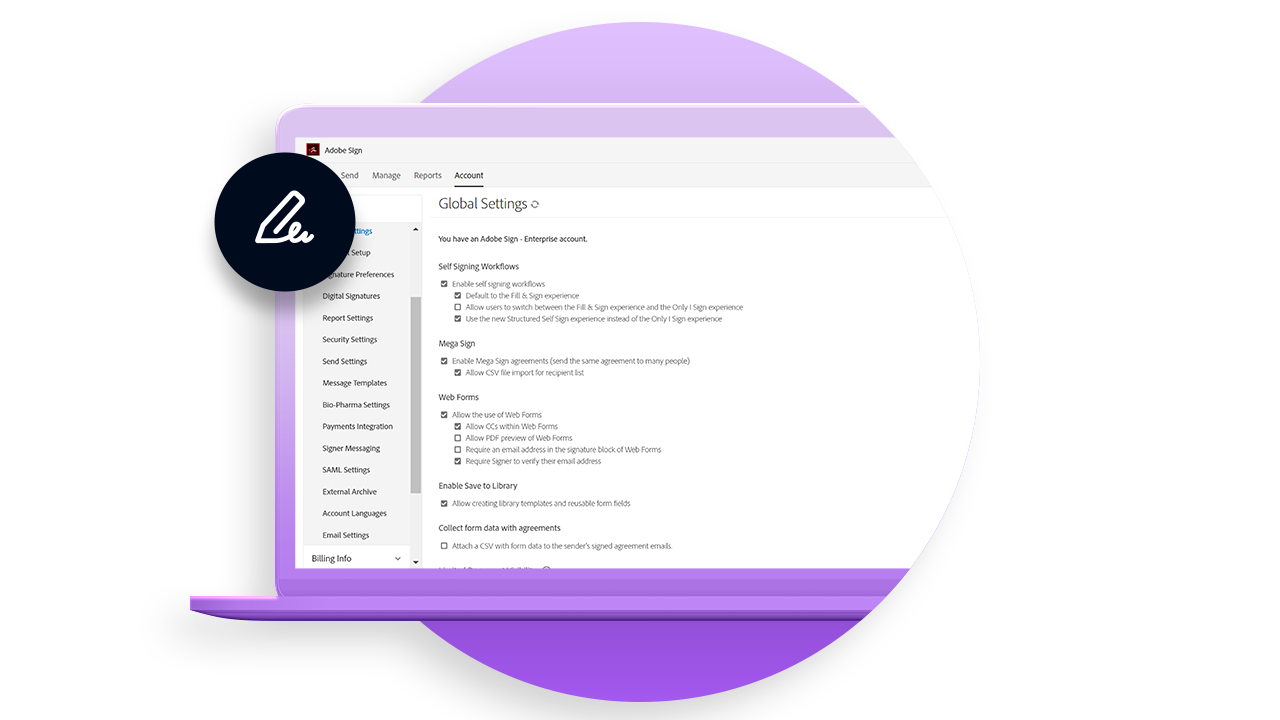 Adobe Sign
Send Manage Reports Account
Global Settings
You have an Adobe Sign - Enterprise account.
Self Signing Workflows
Enable self signing workflows
Default to the Fill & Sign experience
Allow users to switch between the Fill & Sign experience and the Only I Sign experience
Use the new Structured Self Sign experience instead of the Only I Sign experience
Mega Sign
Enable Mega Sign agreements (send the same agreement to many people)
Allow CSV file import for recipient list
Web Forms
Allow the use of Web Forms
Allow CCs within Web Forms
Allow PDF preview of Web Forms
Require an email address in the signature block of Web Forms
Require Signer to verify their email address
Enable Save to Library
Allow creating library templates and reusable form fields
Collect form data with agreements
Attach a CSV with form data to the sender's signed agreement emails.
Setup
Preferences
Digital Signatures
Report Settings
Security Settings
Send Settings
Message Templates
Bio-Pharma Settings
Payments Integration
Signer Messaging
SAML Settings
External Archive
Account Languages
Email Settings
Billing Info